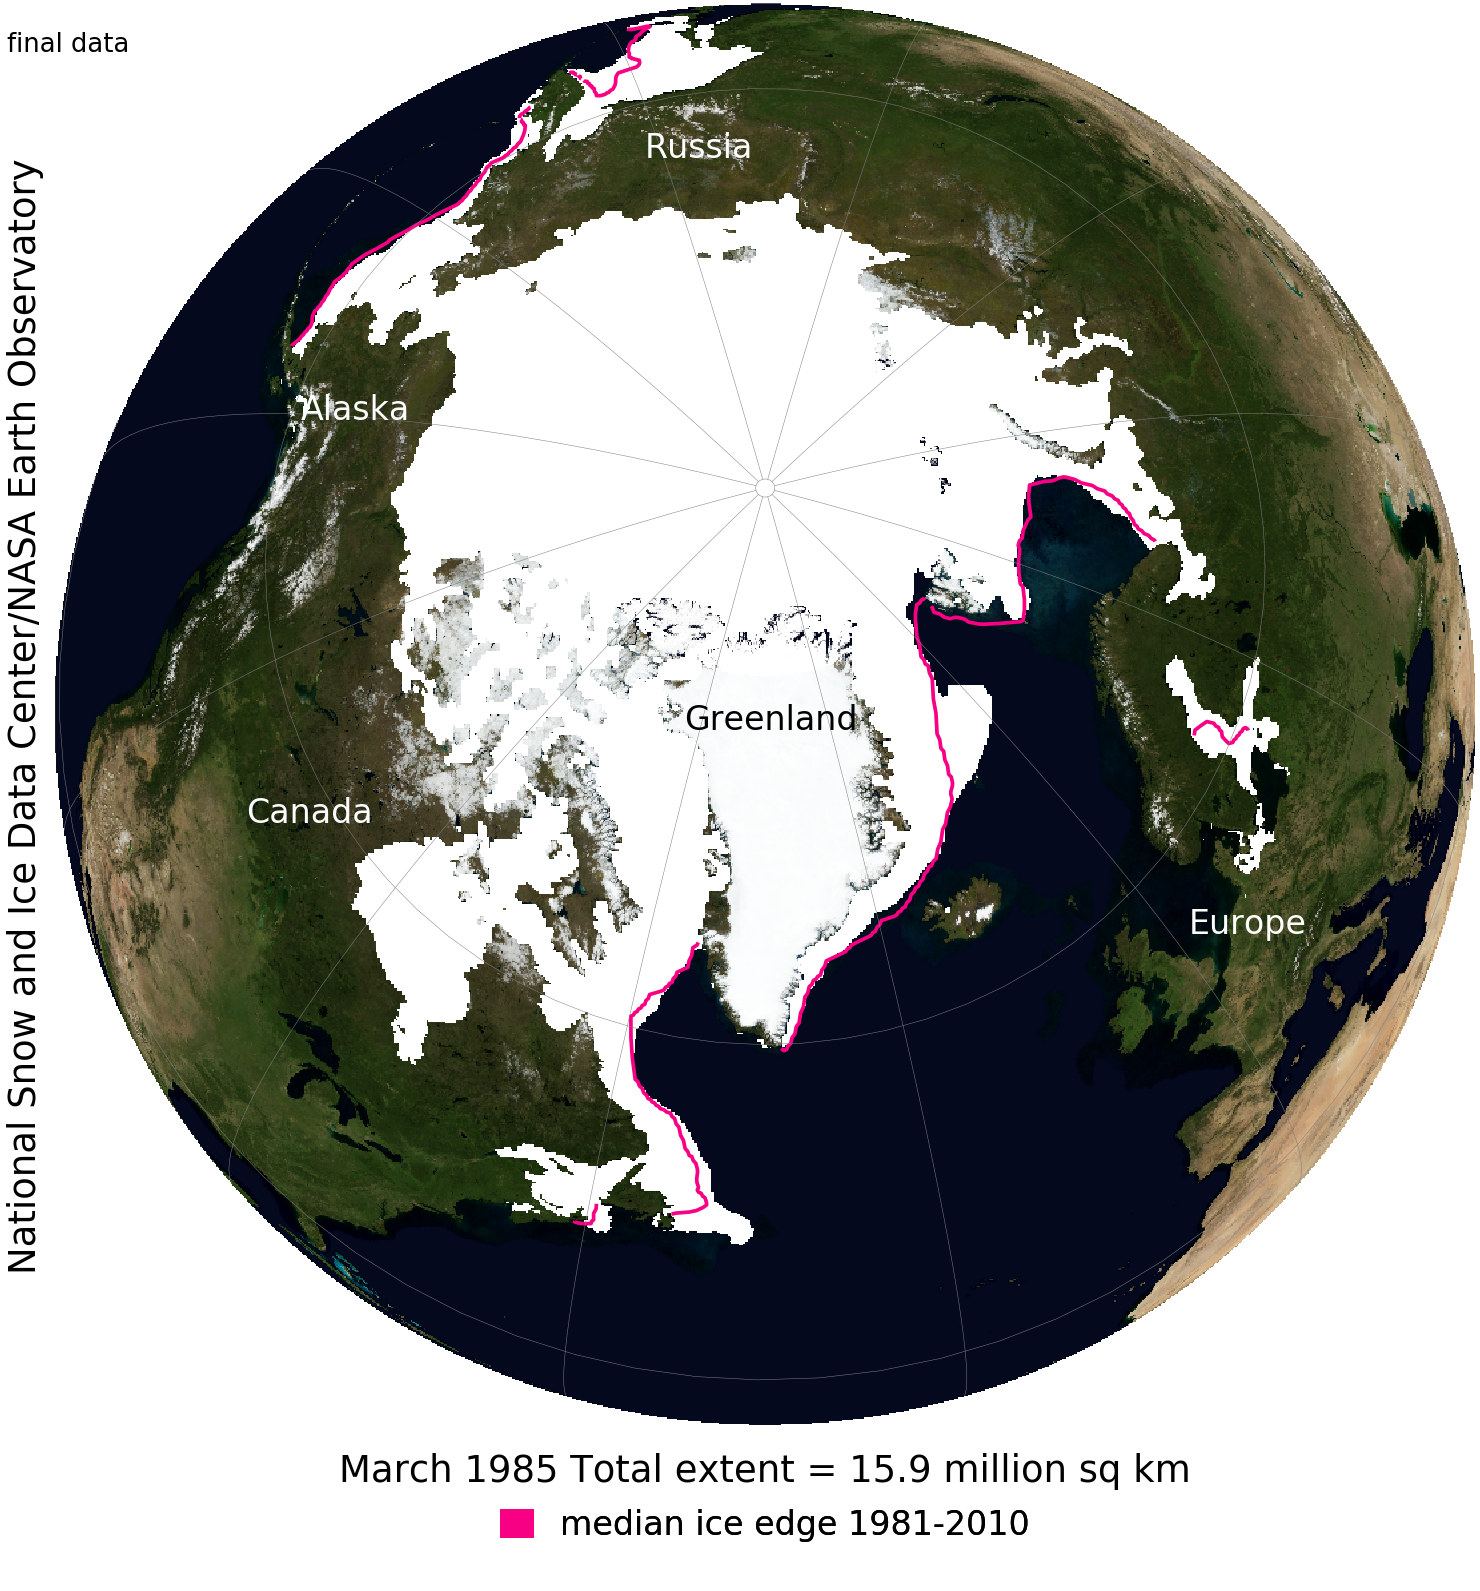 final data
National Snow and Ice Data Center/NASA Earth Observatory
Russia
Alaska
Greenland
Canada
Europe
March 1985 Total extent = 15.9 million sq km
median ice edge 1981-2010